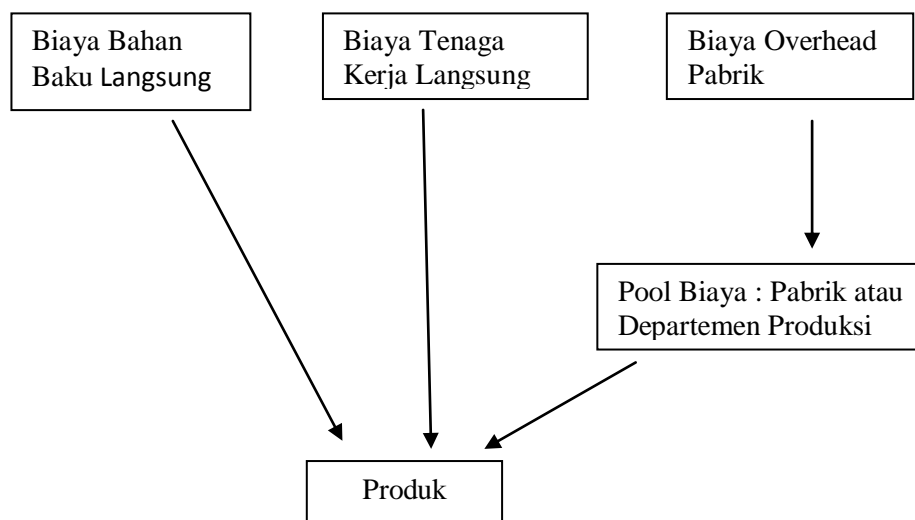 Biaya Bahan
Baku Langsung
Biaya Tenaga
Kerja Langsung
Biaya Overhead
Pabrik
Pool Biaya : Pabrik atau
Departemen Produksi
Produk